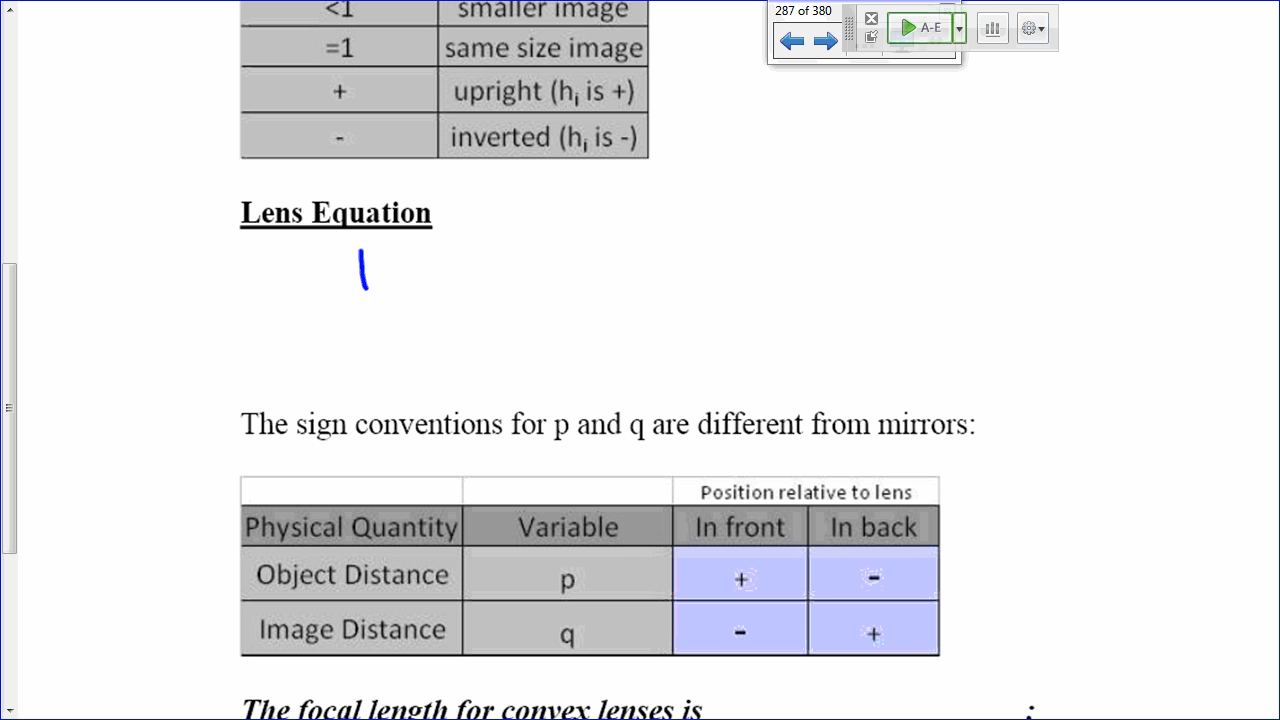 287 of 380
A-E
<1 smaller image
=1 same size image
+ upright (hᵢ is +)
- inverted (hᵢ is -)
Lens Equation
The sign conventions for p and q are different from mirrors:
Position relative to lens
Physical Quantity Variable In front In back
Object Distance p + -
Image Distance q - +
The focal length for convex lenses is :